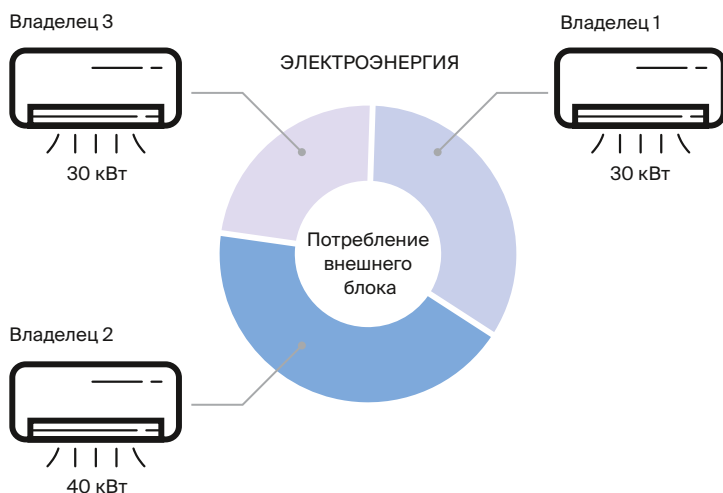 Владелец 3
ЭЛЕКТРОЭНЕРГИЯ
Владелец 1
30 кВт
30 кВт
Потребление
внешнего
блока
Владелец 2
40 кВт